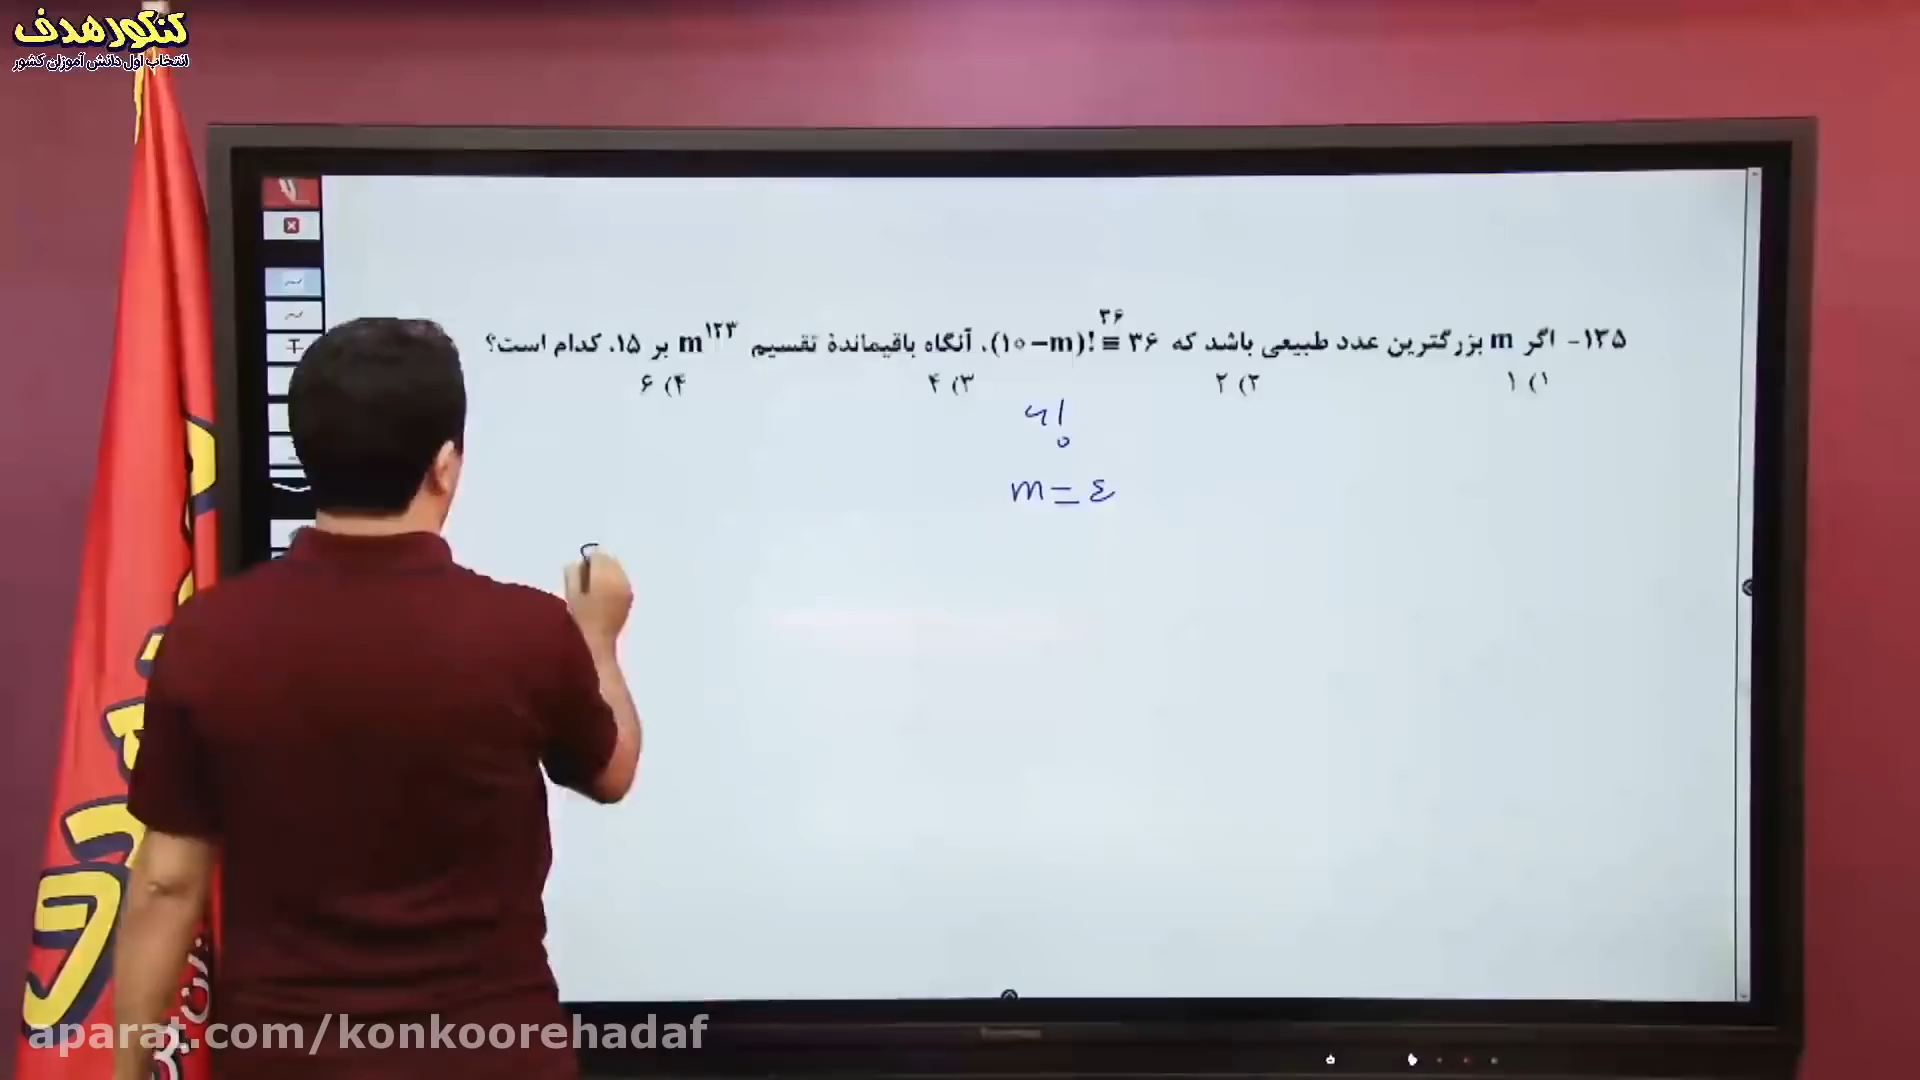 کنکور هدف
انتخاب اول دانش آموزان کشور
۱۳۵- اگر m بزرگترین عدد طبیعی باشد که (۱۰−m)! ≡ ۳۶ (۳۶)، آنگاه باقیماندهٔ تقسیم m^۱۲۳ بر ۱۵، کدام است؟
۱) ۱ ۲) ۲ ۳) ۴ ۴) ۶
۶!
۰
m = ٤
aparat.com/konkoorehadaf